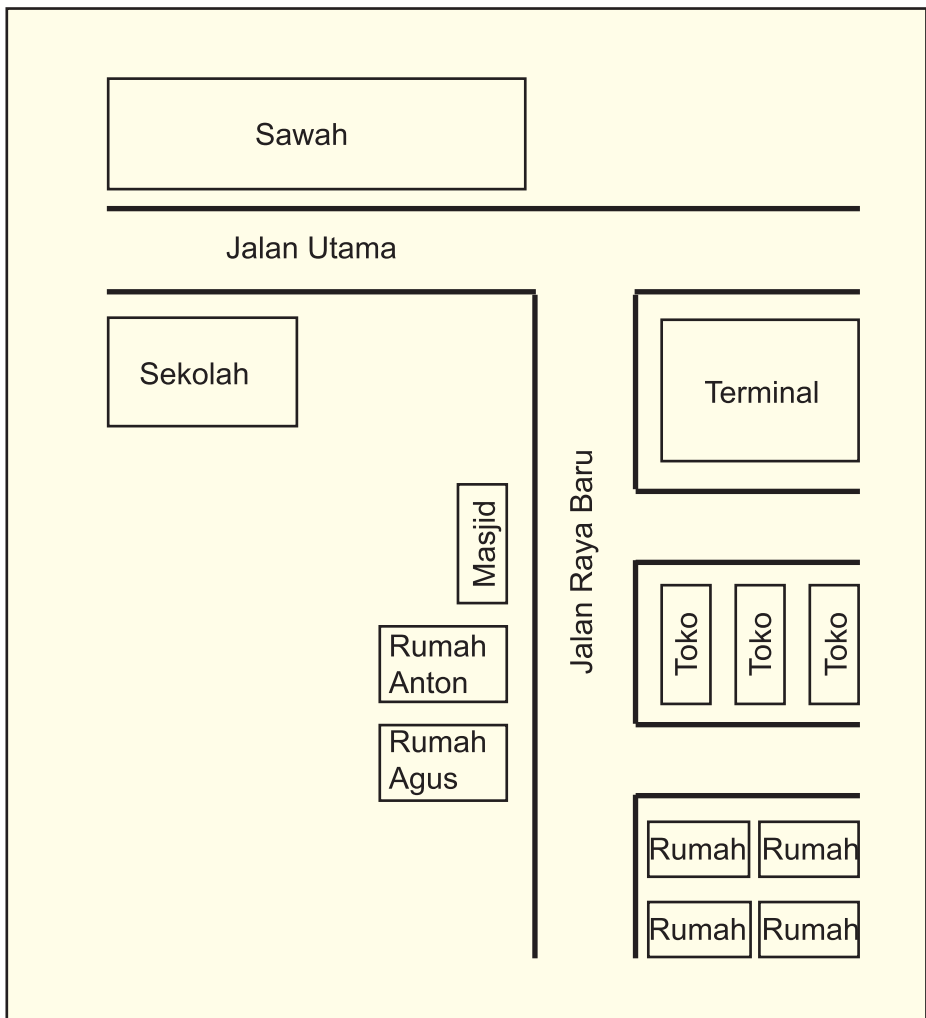 Sawah
Jalan Utama
Sekolah
Terminal
Masjid
Jalan Raya Baru
Rumah
Anton
Toko
Toko
Toko
Rumah
Agus
Rumah
Rumah
Rumah
Rumah